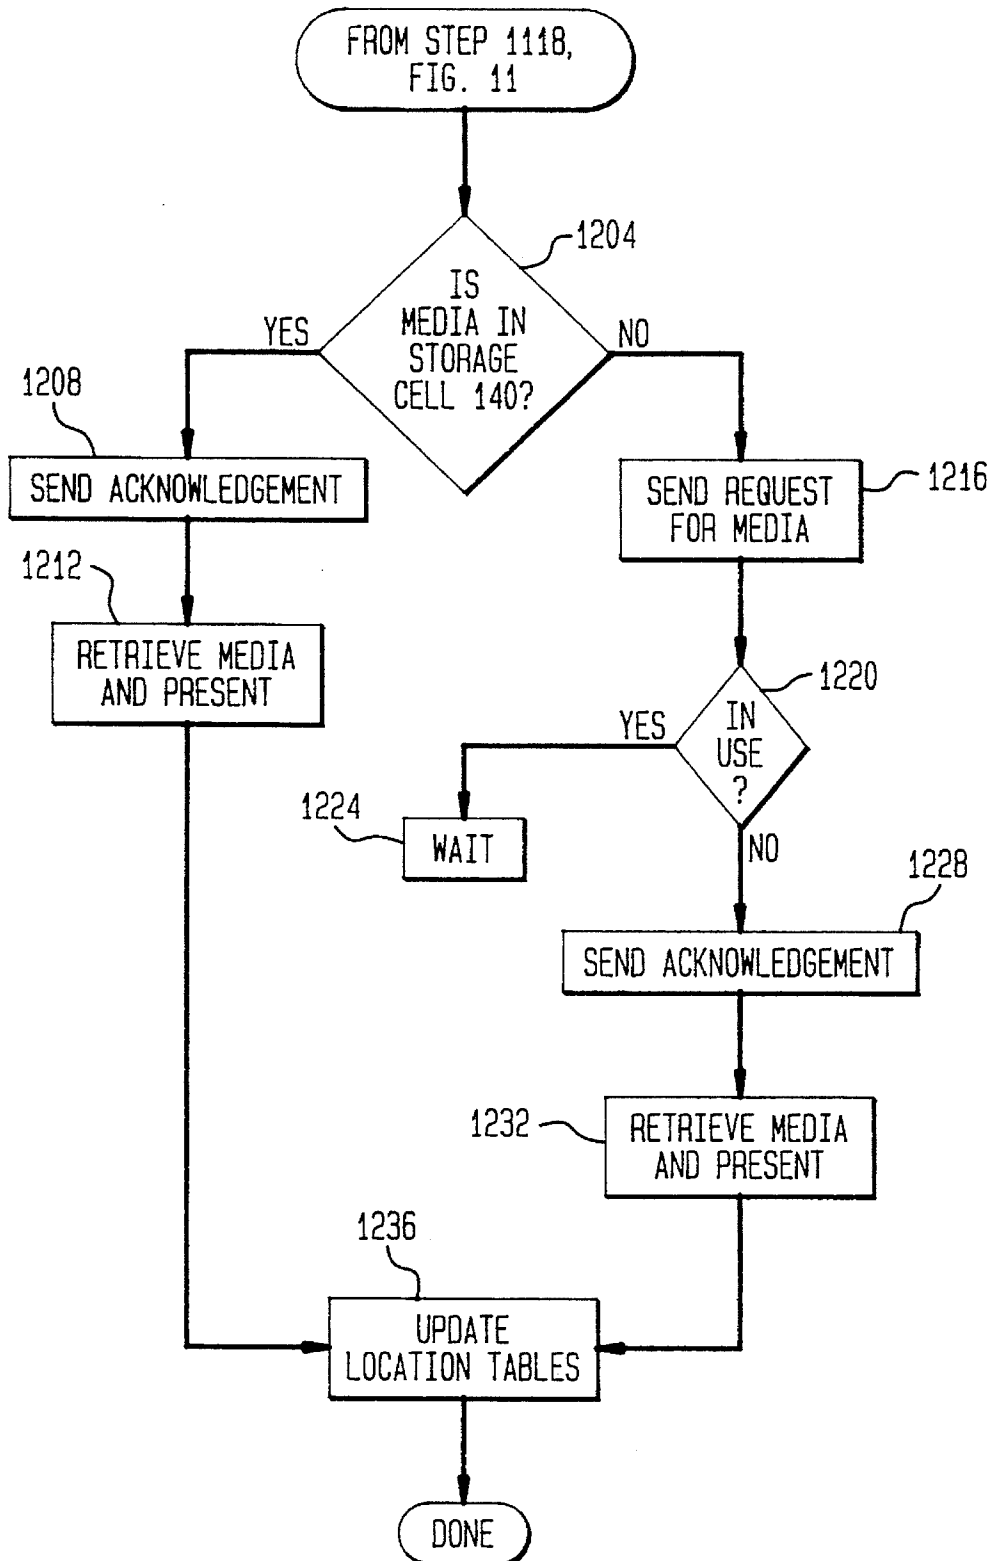 FROM STEP 1118,
FIG. 11
1204
IS
MEDIA IN
STORAGE
CELL 140?
YES
NO
1208
SEND ACKNOWLEDGEMENT
1216
SEND REQUEST
FOR MEDIA
1212
RETRIEVE MEDIA
AND PRESENT
1220
IN
USE
?
YES
NO
1224
WAIT
1228
SEND ACKNOWLEDGEMENT
1232
RETRIEVE MEDIA
AND PRESENT
1236
UPDATE
LOCATION TABLES
DONE